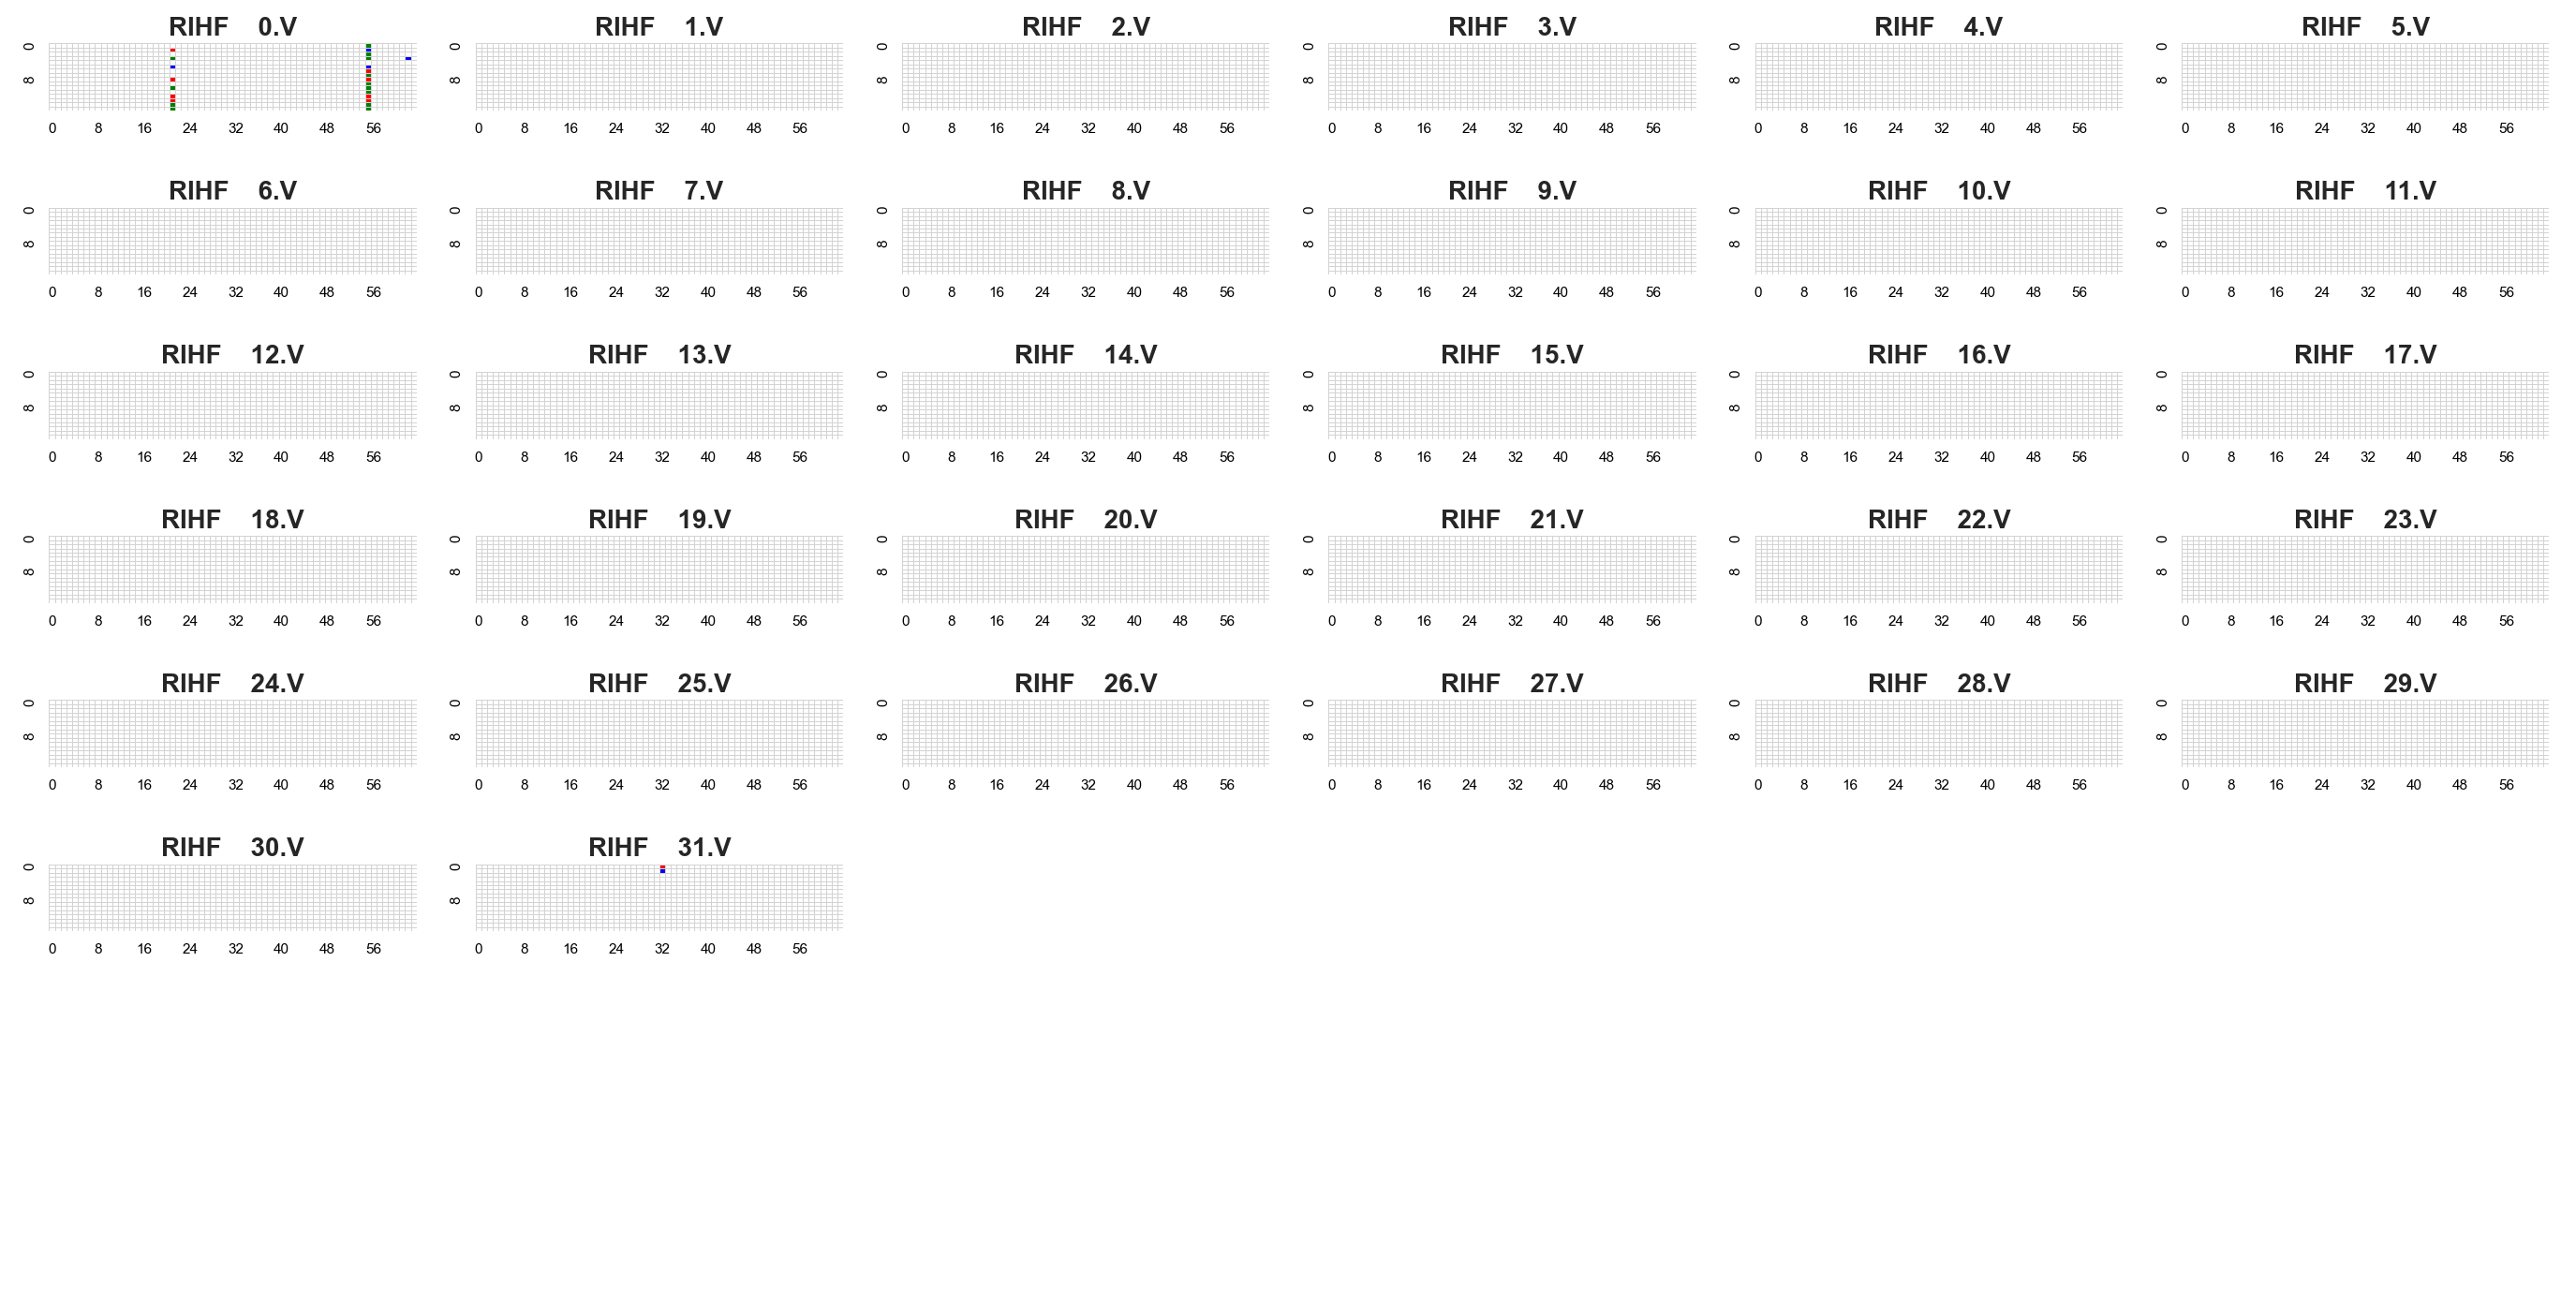 RIHF 0.V RIHF 1.V RIHF 2.V RIHF 3.V RIHF 4.V RIHF 5.V
0 0 0 0 0 0
8 8 8 8 8 8
0 8 16 24 32 40 48 56 0 8 16 24 32 40 48 56 0 8 16 24 32 40 48 56 0 8 16 24 32 40 48 56 0 8 16 24 32 40 48 56 0 8 16 24 32 40 48 56
RIHF 6.V RIHF 7.V RIHF 8.V RIHF 9.V RIHF 10.V RIHF 11.V
0 0 0 0 0 0
8 8 8 8 8 8
0 8 16 24 32 40 48 56 0 8 16 24 32 40 48 56 0 8 16 24 32 40 48 56 0 8 16 24 32 40 48 56 0 8 16 24 32 40 48 56 0 8 16 24 32 40 48 56
RIHF 12.V RIHF 13.V RIHF 14.V RIHF 15.V RIHF 16.V RIHF 17.V
0 0 0 0 0 0
8 8 8 8 8 8
0 8 16 24 32 40 48 56 0 8 16 24 32 40 48 56 0 8 16 24 32 40 48 56 0 8 16 24 32 40 48 56 0 8 16 24 32 40 48 56 0 8 16 24 32 40 48 56
RIHF 18.V RIHF 19.V RIHF 20.V RIHF 21.V RIHF 22.V RIHF 23.V
0 0 0 0 0 0
8 8 8 8 8 8
0 8 16 24 32 40 48 56 0 8 16 24 32 40 48 56 0 8 16 24 32 40 48 56 0 8 16 24 32 40 48 56 0 8 16 24 32 40 48 56 0 8 16 24 32 40 48 56
RIHF 24.V RIHF 25.V RIHF 26.V RIHF 27.V RIHF 28.V RIHF 29.V
0 0 0 0 0 0
8 8 8 8 8 8
0 8 16 24 32 40 48 56 0 8 16 24 32 40 48 56 0 8 16 24 32 40 48 56 0 8 16 24 32 40 48 56 0 8 16 24 32 40 48 56 0 8 16 24 32 40 48 56
RIHF 30.V RIHF 31.V
0 0
8 8
0 8 16 24 32 40 48 56 0 8 16 24 32 40 48 56